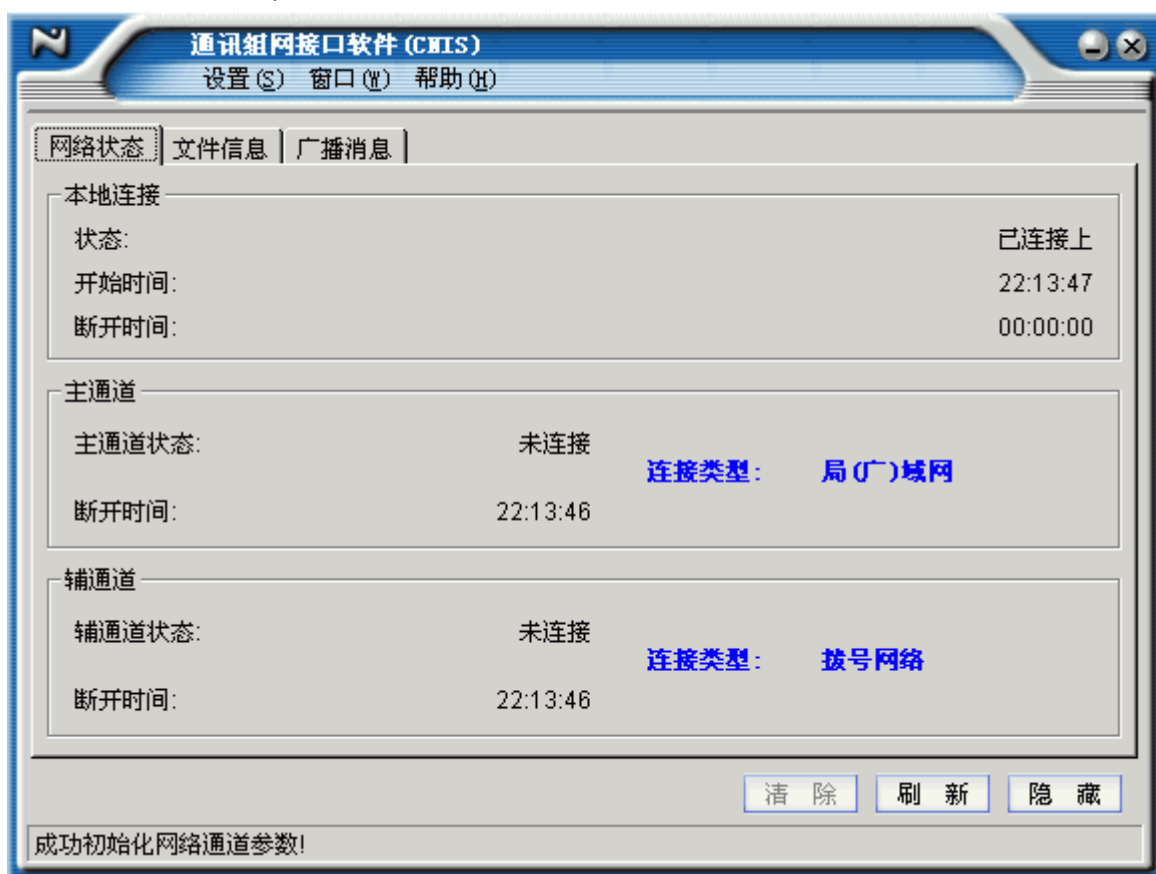 通讯组网接口软件(CNIS)
设置(S) 窗口(W) 帮助(H)
网络状态 文件信息 广播消息
本地连接
状态: 已连接上
开始时间: 22:13:47
断开时间: 00:00:00
主通道
主通道状态: 未连接
连接类型: 局(广)域网
断开时间: 22:13:46
辅通道
辅通道状态: 未连接
连接类型: 拨号网络
断开时间: 22:13:46
清 除 刷 新 隐 藏
成功初始化网络通道参数!